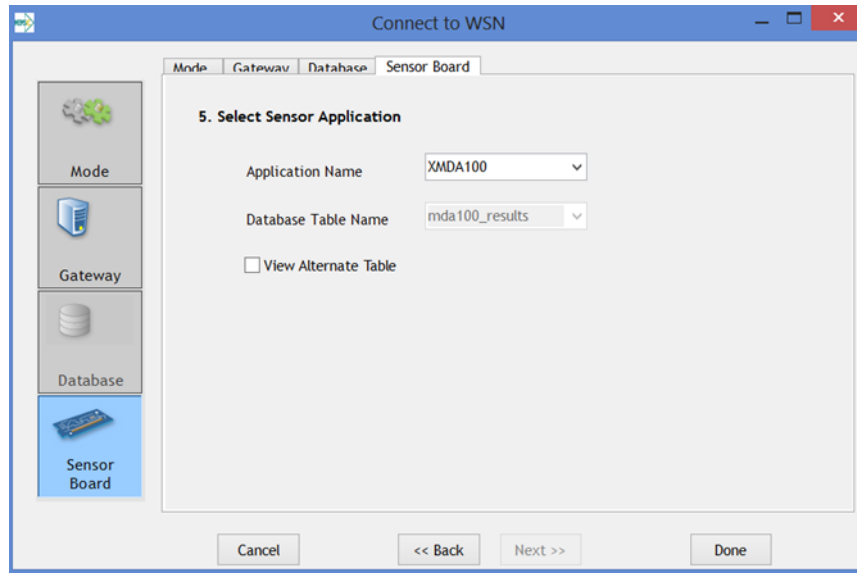 Connect to WSN
Mode Gateway Database Sensor Board
Mode
Gateway
Database
Sensor
Board
5. Select Sensor Application
Application Name XMDA100
Database Table Name mda100_results
View Alternate Table
Cancel << Back Next >> Done